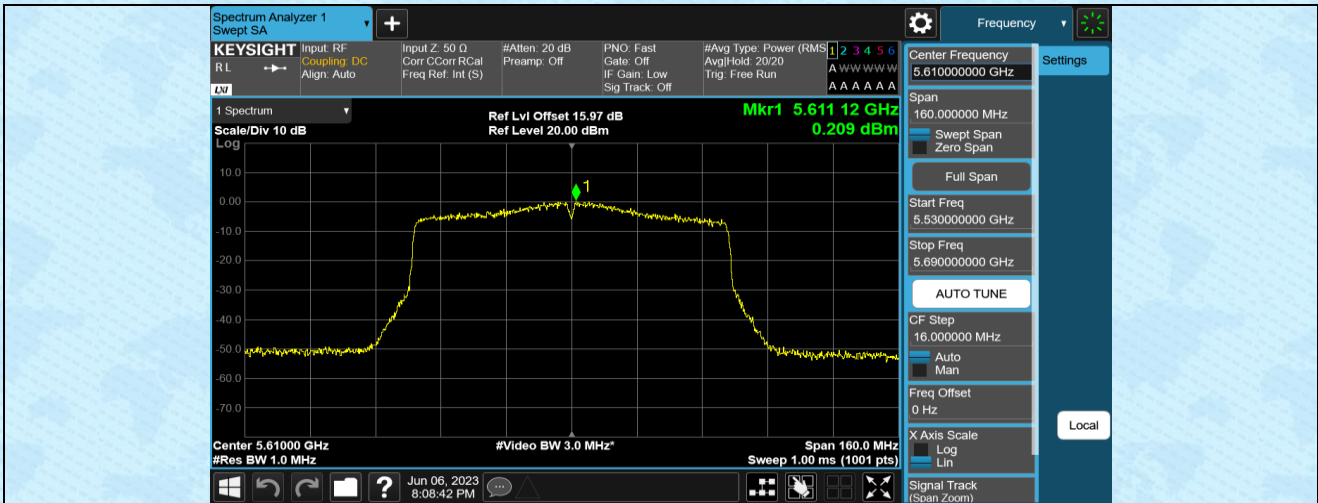 Spectrum Analyzer 1
Swept SA
Frequency
KEYSIGHT
RL
LXI
Input: RF
Coupling: DC
Align: Auto
Input Z: 50 Ω
Corr CCorr RCal
Freq Ref: Int (S)
#Atten: 20 dB
Preamp: Off
PNO: Fast
Gate: Off
IF Gain: Low
Sig Track: Off
#Avg Type: Power (RMS
Avg|Hold: 20/20
Trig: Free Run
1 2 3 4 5 6
A W W W W W
A A A A A A
1 Spectrum
Scale/Div 10 dB
Log
Ref Lvl Offset 15.97 dB
Ref Level 20.00 dBm
Mkr1 5.611 12 GHz
0.209 dBm
1
10.0
0.00
-10.0
-20.0
-30.0
-40.0
-50.0
-60.0
-70.0
Center 5.61000 GHz
#Res BW 1.0 MHz
#Video BW 3.0 MHz*
Span 160.0 MHz
Sweep 1.00 ms (1001 pts)
Jun 06, 2023
8:08:42 PM
Center Frequency
5.610000000 GHz
Settings
Span
160.000000 MHz
Swept Span
Zero Span
Full Span
Start Freq
5.530000000 GHz
Stop Freq
5.690000000 GHz
AUTO TUNE
CF Step
16.000000 MHz
Auto
Man
Freq Offset
0 Hz
X Axis Scale
Log
Lin
Local
Signal Track
(Span Zoom)